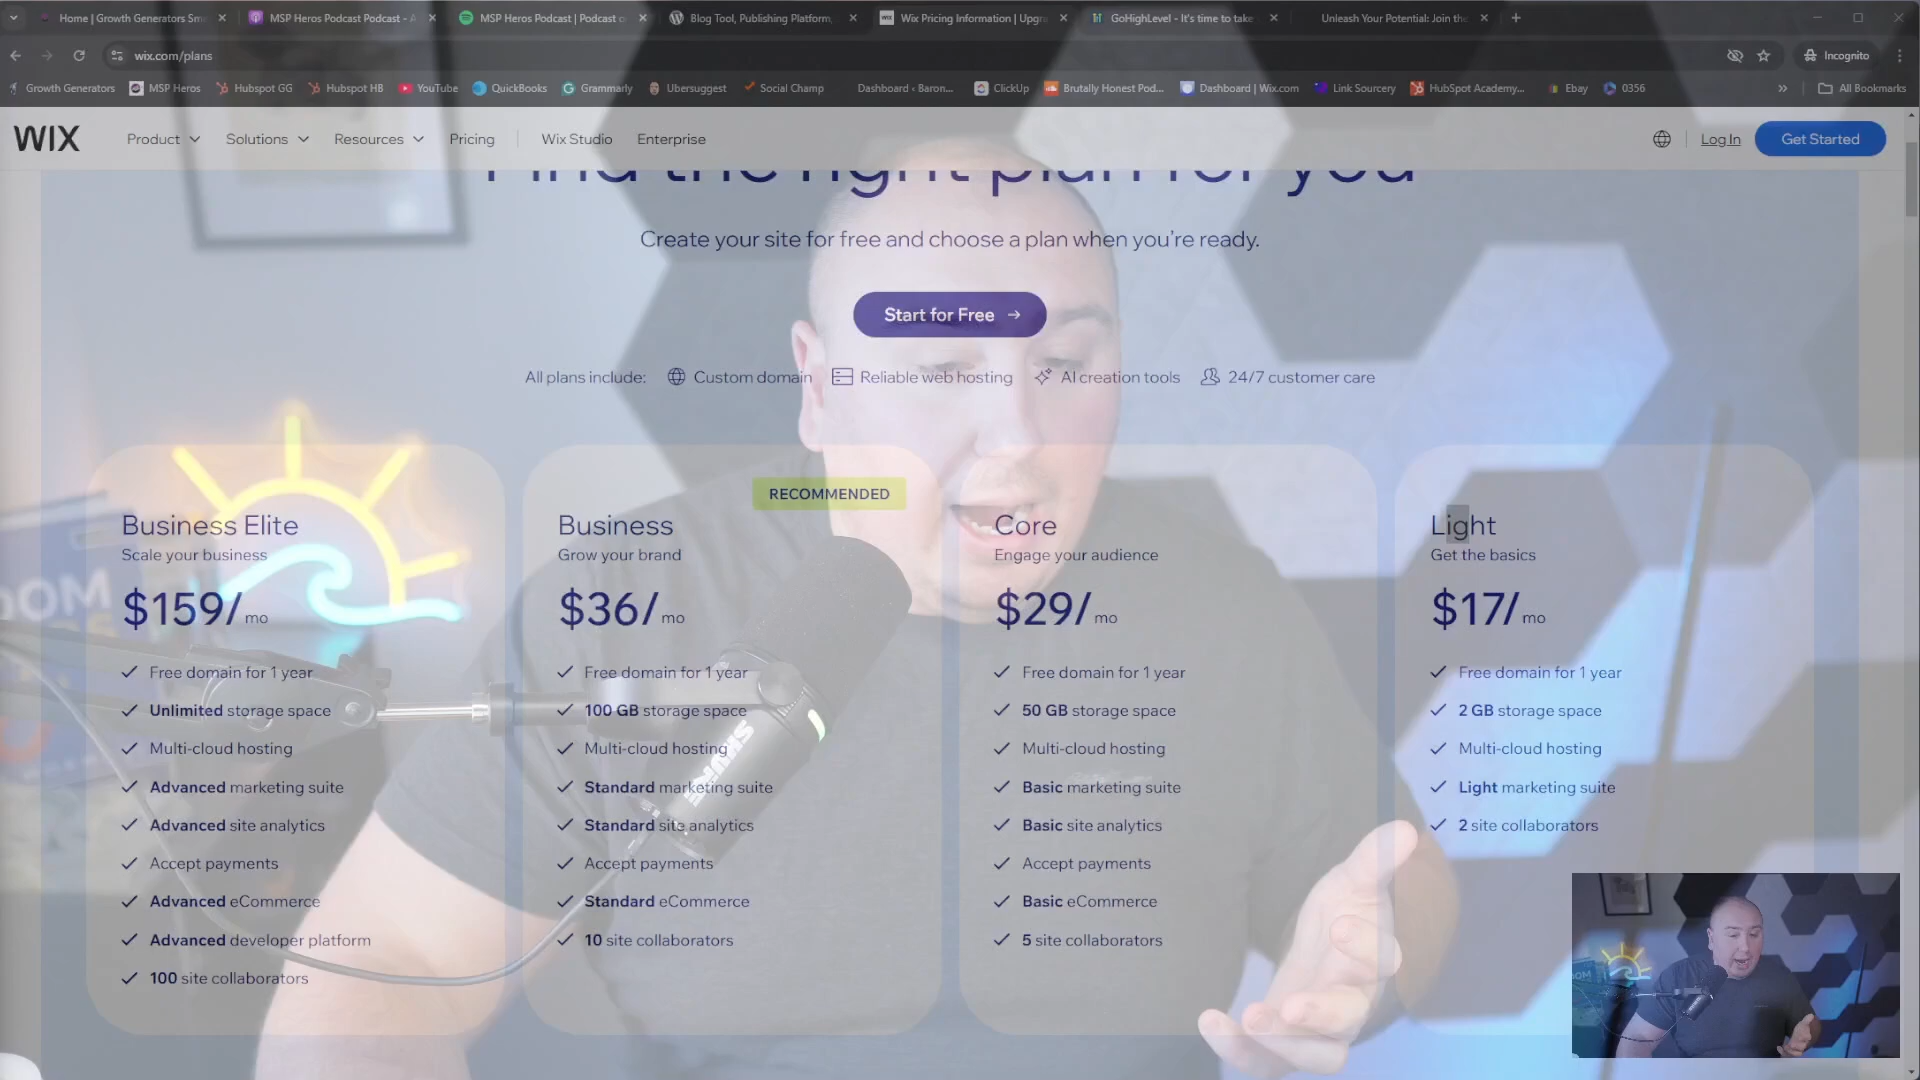 Home | Growth Generators Sm
MSP Heros Podcast Podcast - A
MSP Heros Podcast | Podcast o
Blog Tool, Publishing Platform,
Wix Pricing Information | Upgr
GoHighLevel - It's time to take
Unleash Your Potential: Join the
wix.com/plans
Incognito
Growth Generators
MSP Heros
Hubspot GG
Hubspot HB
YouTube
QuickBooks
Grammarly
Ubersuggest
Social Champ
Dashboard ‹ Baron...
ClickUp
Brutally Honest Pod...
Dashboard | Wix.com
Link Sourcery
HubSpot Academy...
Ebay
0356
All Bookmarks
WIX
Product
Solutions
Resources
Pricing
Wix Studio
Enterprise
Log In
Get Started
Find the right plan for you
Create your site for free and choose a plan when you're ready.
Start for Free →
All plans include:
Custom domain
Reliable web hosting
AI creation tools
24/7 customer care
Business Elite
Scale your business
$159/mo
Free domain for 1 year
Unlimited storage space
Multi-cloud hosting
Advanced marketing suite
Advanced site analytics
Accept payments
Advanced eCommerce
Advanced developer platform
100 site collaborators
RECOMMENDED
Business
Grow your brand
$36/mo
Free domain for 1 year
100 GB storage space
Multi-cloud hosting
Standard marketing suite
Standard site analytics
Accept payments
Standard eCommerce
10 site collaborators
Core
Engage your audience
$29/mo
Free domain for 1 year
50 GB storage space
Multi-cloud hosting
Basic marketing suite
Basic site analytics
Accept payments
Basic eCommerce
5 site collaborators
Light
Get the basics
$17/mo
Free domain for 1 year
2 GB storage space
Multi-cloud hosting
Light marketing suite
2 site collaborators
SHURE